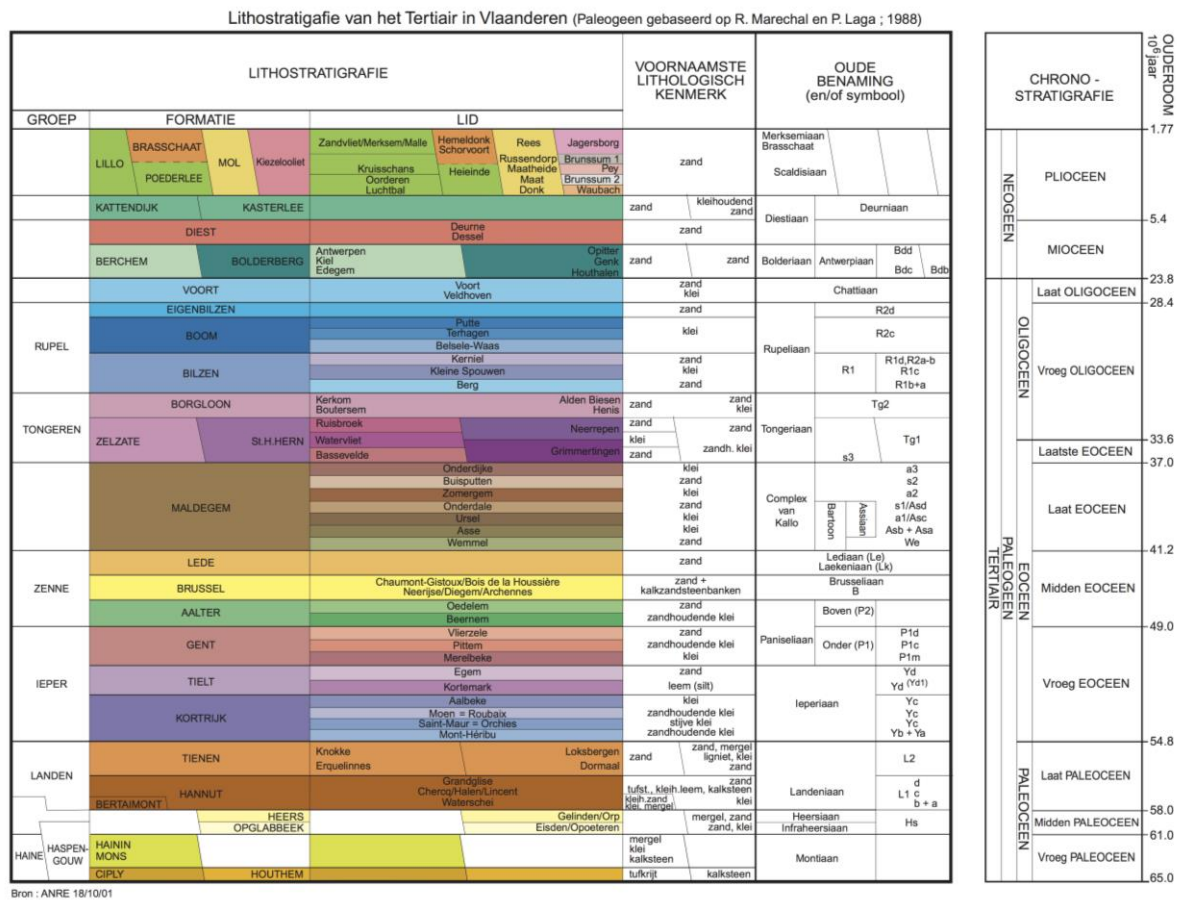 Lithostratigafie van het Tertiair in Vlaanderen (Paleogeen gebaseerd op R. Marechal en P. Laga ; 1988)
LITHOSTRATIGRAFIE
VOORNAAMSTE
LITHOLOGISCH
KENMERK
OUDE
BENAMING
(en/of symbool)
CHRONO -
STRATIGRAFIE
OUDERDOM
10⁶ jaar
GROEP FORMATIE LID
1.77
LILLO
BRASSCHAAT
POEDERLEE
MOL
Kiezelooliet
Zandvliet/Merksem/Malle
Kruisschans
Oorderen
Luchtbal
Hemeldonk
Schorvoort
Heieinde
Rees
Russendorp
Maatheide
Maat
Donk
Jagersborg
Brunssum 1
Pey
Brunssum 2
Waubach
zand
Merksemiaan
Brasschaat
Scaldisiaan
PLIOCEEN
NEOGEEN
KATTENDIJK KASTERLEE
zand
kleihoudend
zand
Diestiaan
Deurniaan
5.4
DIEST
Deurne
Dessel
zand
MIOCEEN
BERCHEM BOLDERBERG
Antwerpen
Kiel
Edegem
Opitter
Genk
Houthalen
zand zand
Bolderiaan Antwerpiaan
Bdd
Bdc Bdb
23.8
VOORT
Voort
Veldhoven
zand
klei
Chattiaan
Laat OLIGOCEEN
28.4
RUPEL
EIGENBILZEN
zand
R2d
BOOM
Putte
Terhagen
Belsele-Waas
klei
Rupeliaan
R2c
OLIGOCEEN
Vroeg OLIGOCEEN
BILZEN
Kerniel
Kleine Spouwen
Berg
zand
klei
zand
R1
R1d,R2a-b
R1c
R1b+a
TONGEREN
BORGLOON
Kerkom
Boutersem
Alden Biesen
Henis
zand
zand
klei
Tongeriaan
Tg2
33.6
ZELZATE St.H.HERN
Ruisbroek
Watervliet
Bassevelde
Neerrepen
Grimmertingen
zand
klei
zand
zand
zandh. klei
s3
Tg1
Laatste EOCEEN
37.0
MALDEGEM
Onderdijke
Buisputten
Zomergem
Onderdale
Ursel
Asse
Wemmel
klei
zand
klei
zand
klei
klei
zand
Complex
van
Kallo
Bartoon
Assiaan
a3
s2
a2
s1/Asd
a1/Asc
Asb + Asa
We
Laat EOCEEN
41.2
TERTIAIR
PALEOGEEN
EOCEEN
ZENNE
LEDE
zand
Lediaan (Le)
Laekeniaan (Lk)
BRUSSEL
Chaumont-Gistoux/Bois de la Houssière
Neerijse/Diegem/Archennes
zand +
kalkzandsteenbanken
Brusseliaan
B
Midden EOCEEN
AALTER
Oedelem
Beernem
zand
zandhoudende klei
Paniseliaan
Boven (P2)
49.0
IEPER
GENT
Vlierzele
Pittem
Merelbeke
zand
zandhoudende klei
klei
Onder (P1)
P1d
P1c
P1m
TIELT
Egem
Kortemark
zand
leem (silt)
Ieperiaan
Yd
Yd (Yd1)
Vroeg EOCEEN
KORTRIJK
Aalbeke
Moen = Roubaix
Saint-Maur = Orchies
Mont-Héribu
klei
zandhoudende klei
stijve klei
zandhoudende klei
Yc
Yc
Yc
Yb + Ya
54.8
LANDEN
TIENEN
Knokke
Erquelinnes
Loksbergen
Dormaal
zand
zand, mergel
ligniet, klei
zand
Landeniaan
L2
Laat PALEOCEEN
PALEOCEEN
HANNUT
BERTAIMONT
Grandglise
Chercq/Halen/Lincent
Waterschei
zand
tufst., kleih.leem, kalksteen
kleih.zand
klei, mergel
klei
L1
d
c
b + a
58.0
HEERS
OPGLABBEEK
Gelinden/Orp
Eisden/Opoeteren
mergel, zand
zand, klei
Heersiaan
Infraheersiaan
Hs
Midden PALEOCEEN
61.0
HAINE
HASPEN-
GOUW
HAININ
MONS
mergel
klei
kalksteen
Montiaan
Vroeg PALEOCEEN
CIPLY HOUTHEM
tufkrijt kalksteen
65.0
Bron : ANRE 18/10/01